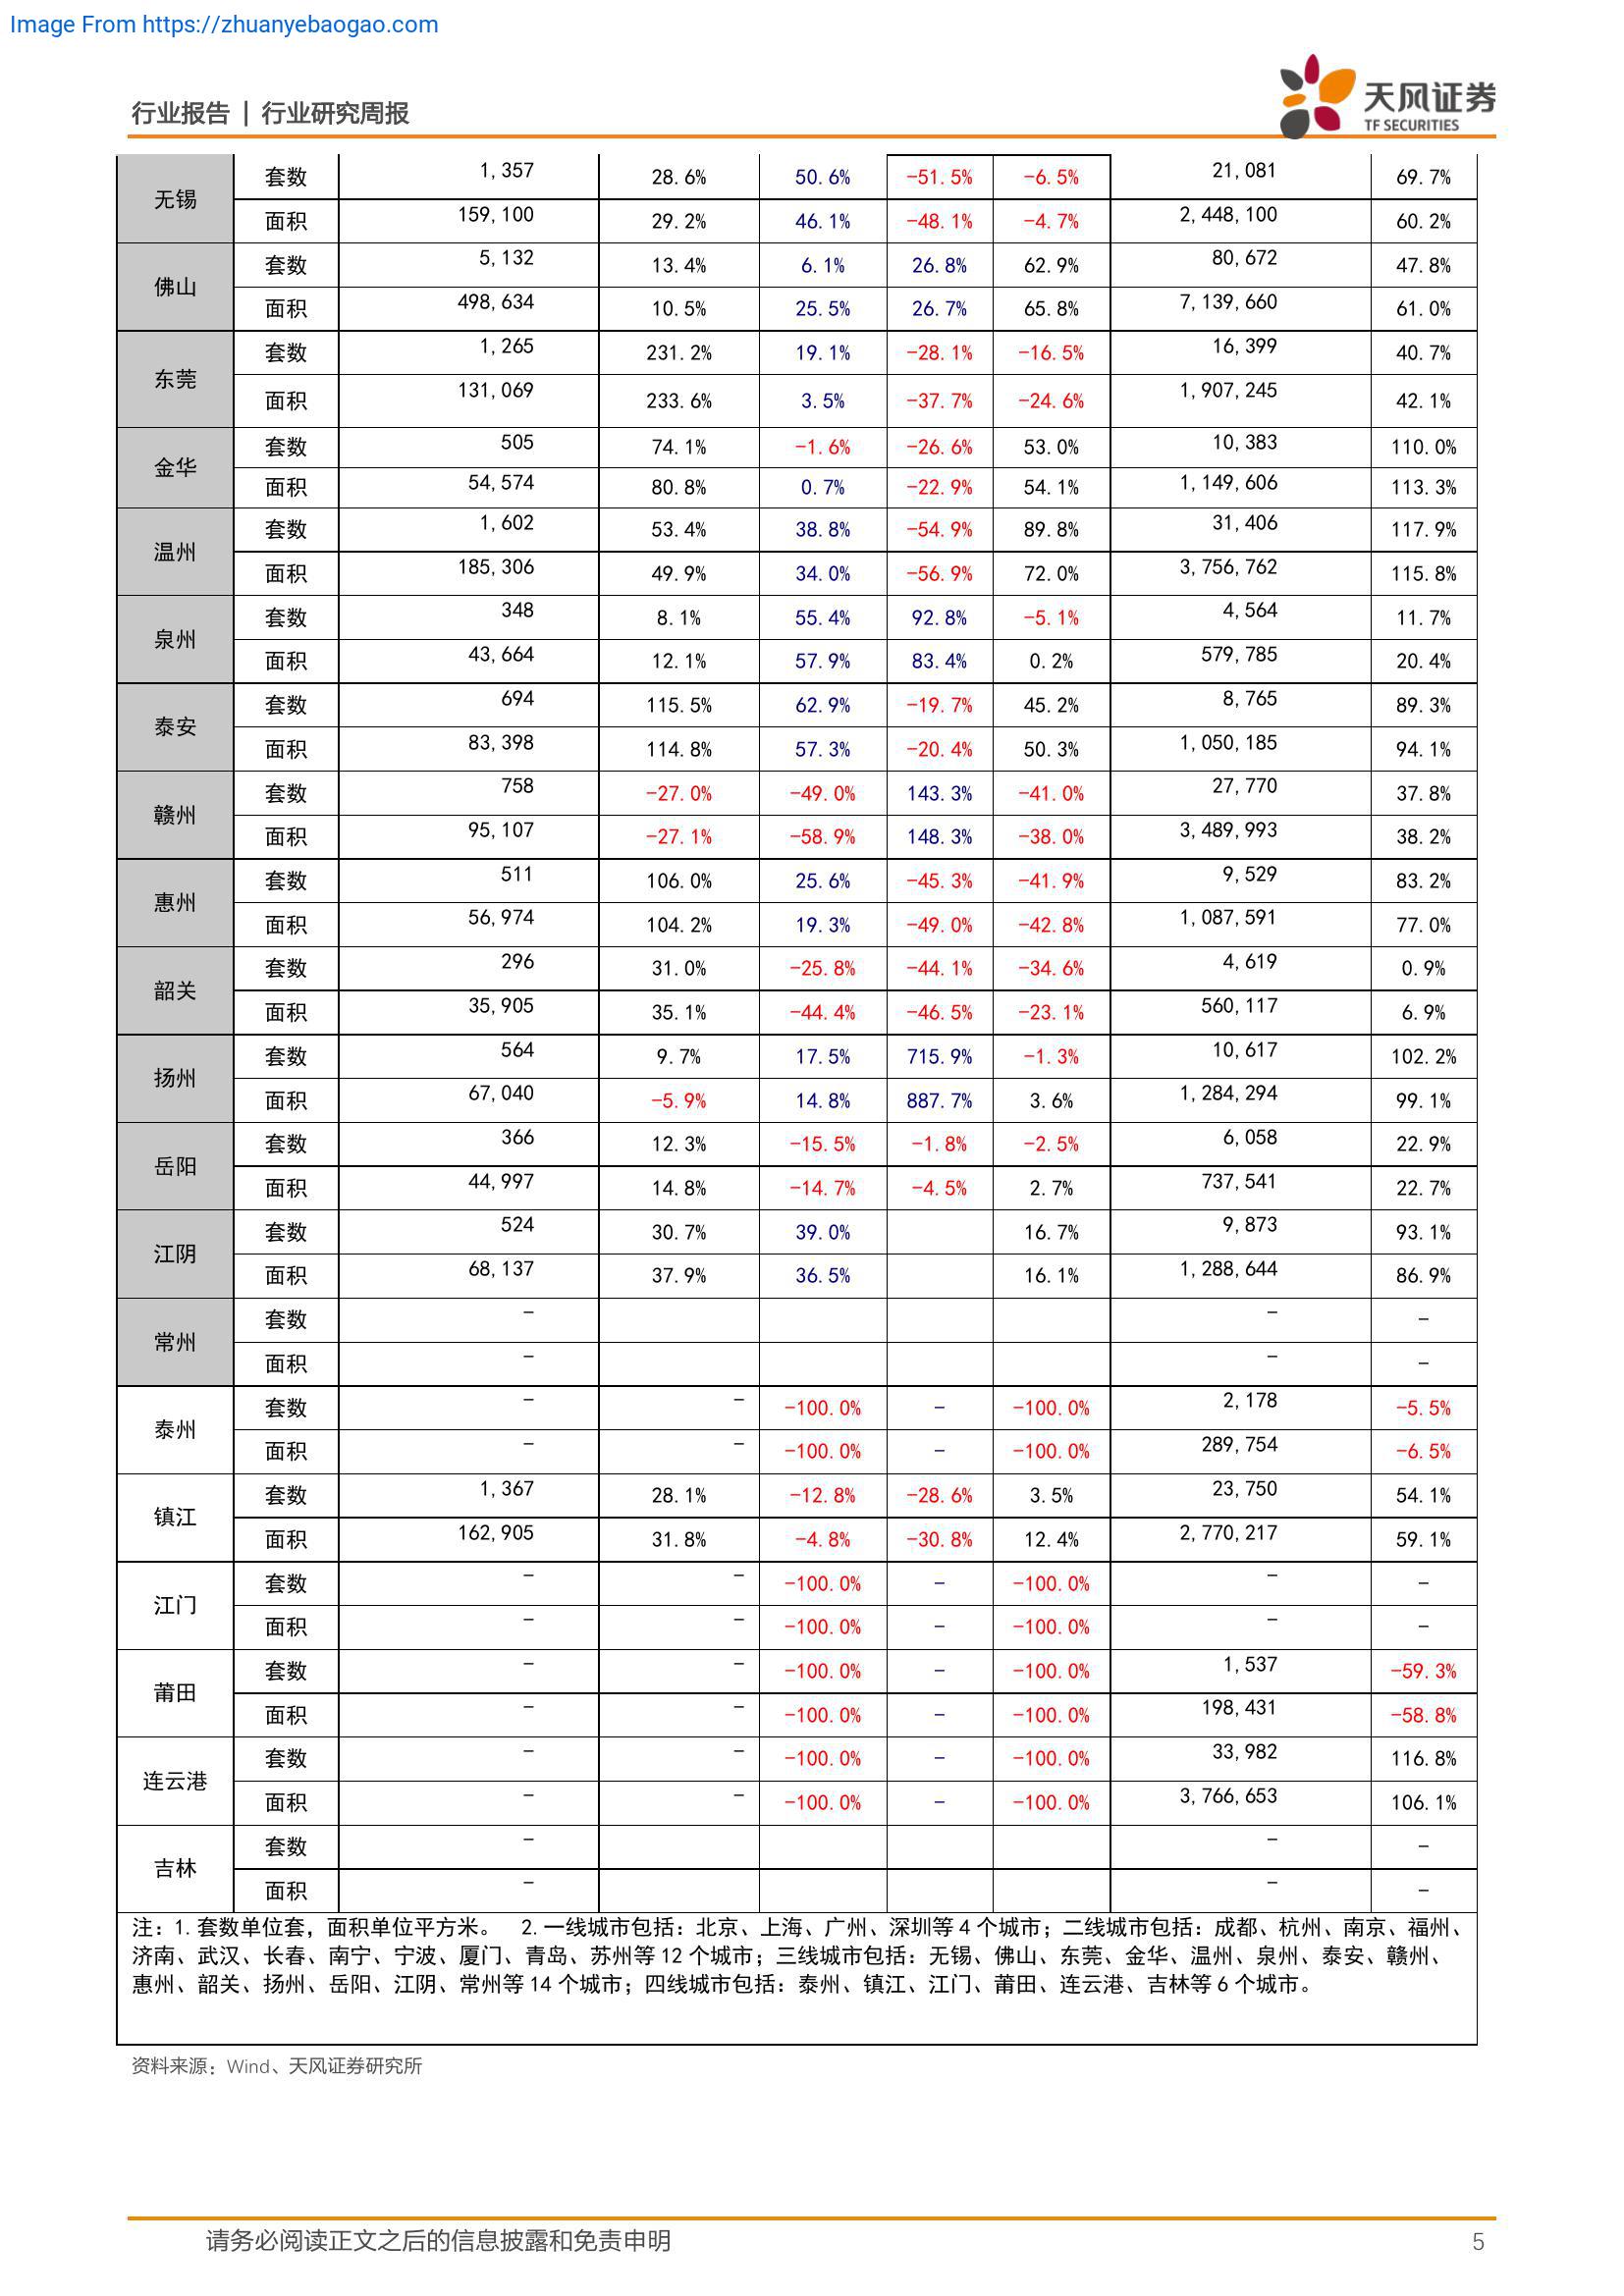 Image From https://zhuanyebaogao.com
行业报告 | 行业研究周报
天风证券
TF SECURITIES
无锡 套数 1,357 28.6% 50.6% -51.5% -6.5% 21,081 69.7%
面积 159,100 29.2% 46.1% -48.1% -4.7% 2,448,100 60.2%
佛山 套数 5,132 13.4% 6.1% 26.8% 62.9% 80,672 47.8%
面积 498,634 10.5% 25.5% 26.7% 65.8% 7,139,660 61.0%
东莞 套数 1,265 231.2% 19.1% -28.1% -16.5% 16,399 40.7%
面积 131,069 233.6% 3.5% -37.7% -24.6% 1,907,245 42.1%
金华 套数 505 74.1% -1.6% -26.6% 53.0% 10,383 110.0%
面积 54,574 80.8% 0.7% -22.9% 54.1% 1,149,606 113.3%
温州 套数 1,602 53.4% 38.8% -54.9% 89.8% 31,406 117.9%
面积 185,306 49.9% 34.0% -56.9% 72.0% 3,756,762 115.8%
泉州 套数 348 8.1% 55.4% 92.8% -5.1% 4,564 11.7%
面积 43,664 12.1% 57.9% 83.4% 0.2% 579,785 20.4%
泰安 套数 694 115.5% 62.9% -19.7% 45.2% 8,765 89.3%
面积 83,398 114.8% 57.3% -20.4% 50.3% 1,050,185 94.1%
赣州 套数 758 -27.0% -49.0% 143.3% -41.0% 27,770 37.8%
面积 95,107 -27.1% -58.9% 148.3% -38.0% 3,489,993 38.2%
惠州 套数 511 106.0% 25.6% -45.3% -41.9% 9,529 83.2%
面积 56,974 104.2% 19.3% -49.0% -42.8% 1,087,591 77.0%
韶关 套数 296 31.0% -25.8% -44.1% -34.6% 4,619 0.9%
面积 35,905 35.1% -44.4% -46.5% -23.1% 560,117 6.9%
扬州 套数 564 9.7% 17.5% 715.9% -1.3% 10,617 102.2%
面积 67,040 -5.9% 14.8% 887.7% 3.6% 1,284,294 99.1%
岳阳 套数 366 12.3% -15.5% -1.8% -2.5% 6,058 22.9%
面积 44,997 14.8% -14.7% -4.5% 2.7% 737,541 22.7%
江阴 套数 524 30.7% 39.0% 16.7% 9,873 93.1%
面积 68,137 37.9% 36.5% 16.1% 1,288,644 86.9%
常州 套数 - - -
面积 - - -
泰州 套数 - - -100.0% - -100.0% 2,178 -5.5%
面积 - - -100.0% - -100.0% 289,754 -6.5%
镇江 套数 1,367 28.1% -12.8% -28.6% 3.5% 23,750 54.1%
面积 162,905 31.8% -4.8% -30.8% 12.4% 2,770,217 59.1%
江门 套数 - - -100.0% - -100.0% - -
面积 - - -100.0% - -100.0% - -
莆田 套数 - - -100.0% - -100.0% 1,537 -59.3%
面积 - - -100.0% - -100.0% 198,431 -58.8%
连云港 套数 - - -100.0% - -100.0% 33,982 116.8%
面积 - - -100.0% - -100.0% 3,766,653 106.1%
吉林 套数 - - -
面积 - - -
注：1.套数单位套，面积单位平方米。 2.一线城市包括：北京、上海、广州、深圳等 4 个城市；二线城市包括：成都、杭州、南京、福州、
济南、武汉、长春、南宁、宁波、厦门、青岛、苏州等 12 个城市；三线城市包括：无锡、佛山、东莞、金华、温州、泉州、泰安、赣州、
惠州、韶关、扬州、岳阳、江阴、常州等 14 个城市；四线城市包括：泰州、镇江、江门、莆田、连云港、吉林等 6 个城市。
资料来源：Wind、天风证券研究所
请务必阅读正文之后的信息披露和免责申明 5